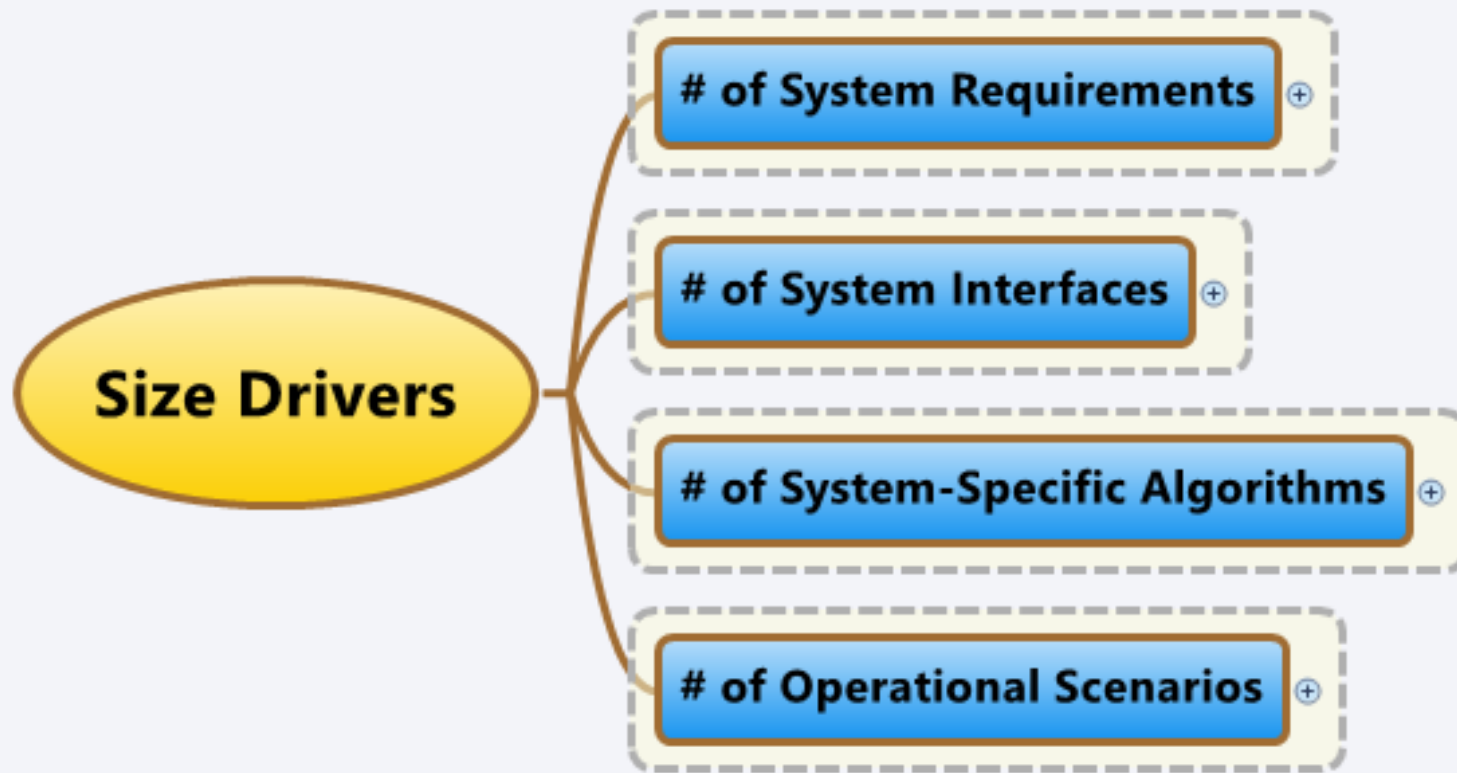 # of System Requirements
# of System Interfaces
Size Drivers
# of System-Specific Algorithms
# of Operational Scenarios